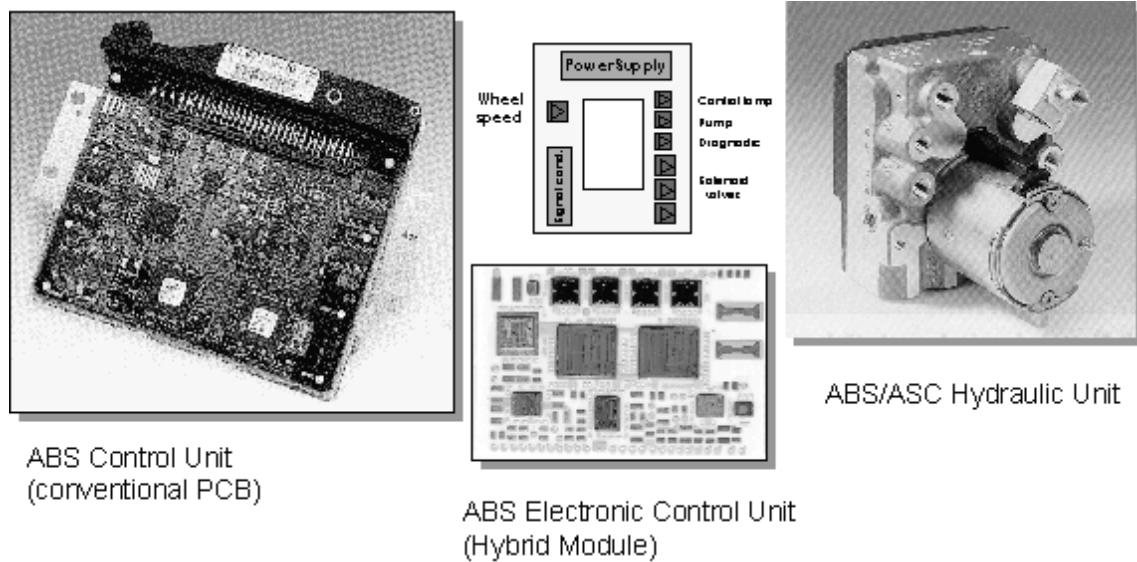 PowerSupply
Wheel
speed
Signal cond.
Control lamp
Pump
Diagnostic
Solenoid
valves
ABS Control Unit
(conventional PCB)
ABS Electronic Control Unit
(Hybrid Module)
ABS/ASC Hydraulic Unit